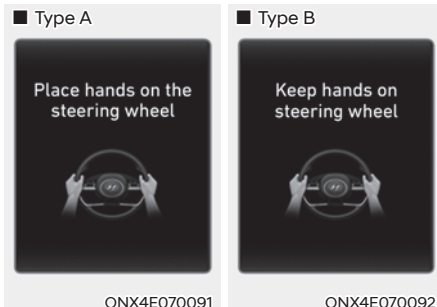 ■ Type A
Place hands on the
steering wheel
ONX4E070091
■ Type B
Keep hands on
steering wheel
ONX4E070092